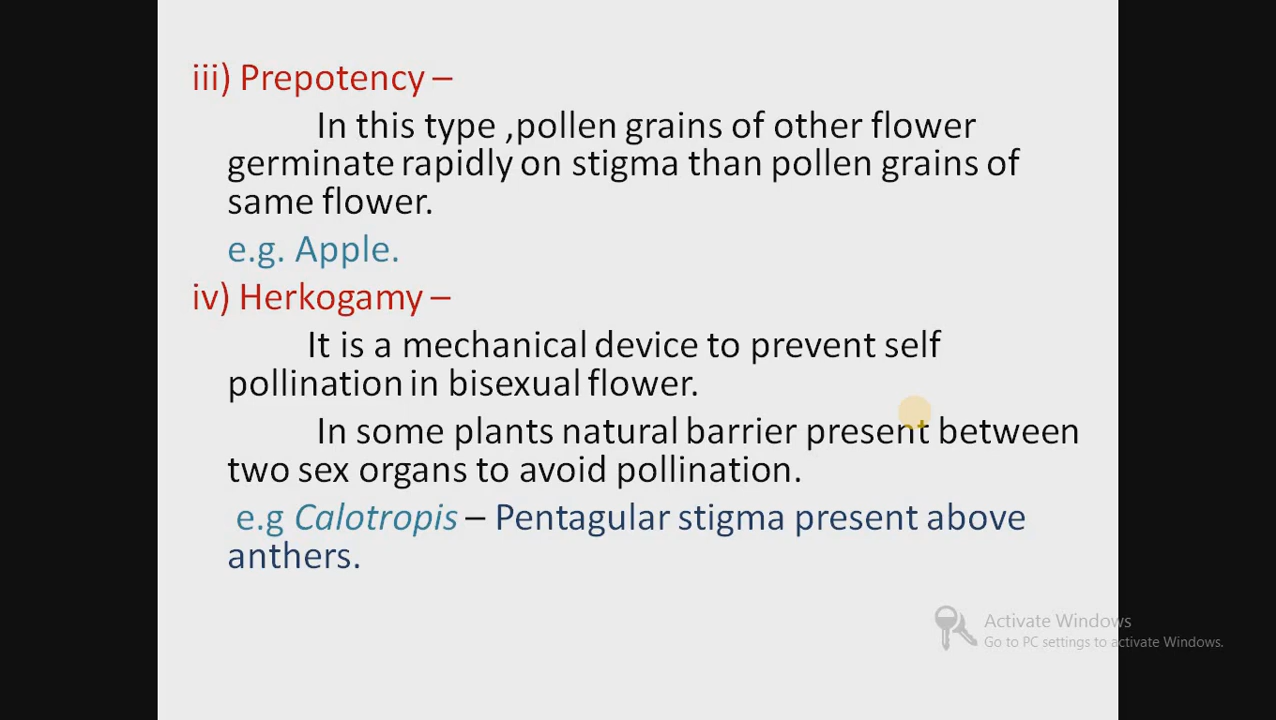 iii) Prepotency –
In this type ,pollen grains of other flower
germinate rapidly on stigma than pollen grains of
same flower.
e.g. Apple.
iv) Herkogamy –
It is a mechanical device to prevent self
pollination in bisexual flower.
In some plants natural barrier present between
two sex organs to avoid pollination.
e.g Calotropis – Pentagular stigma present above
anthers.
Activate Windows
Go to PC settings to activate Windows.